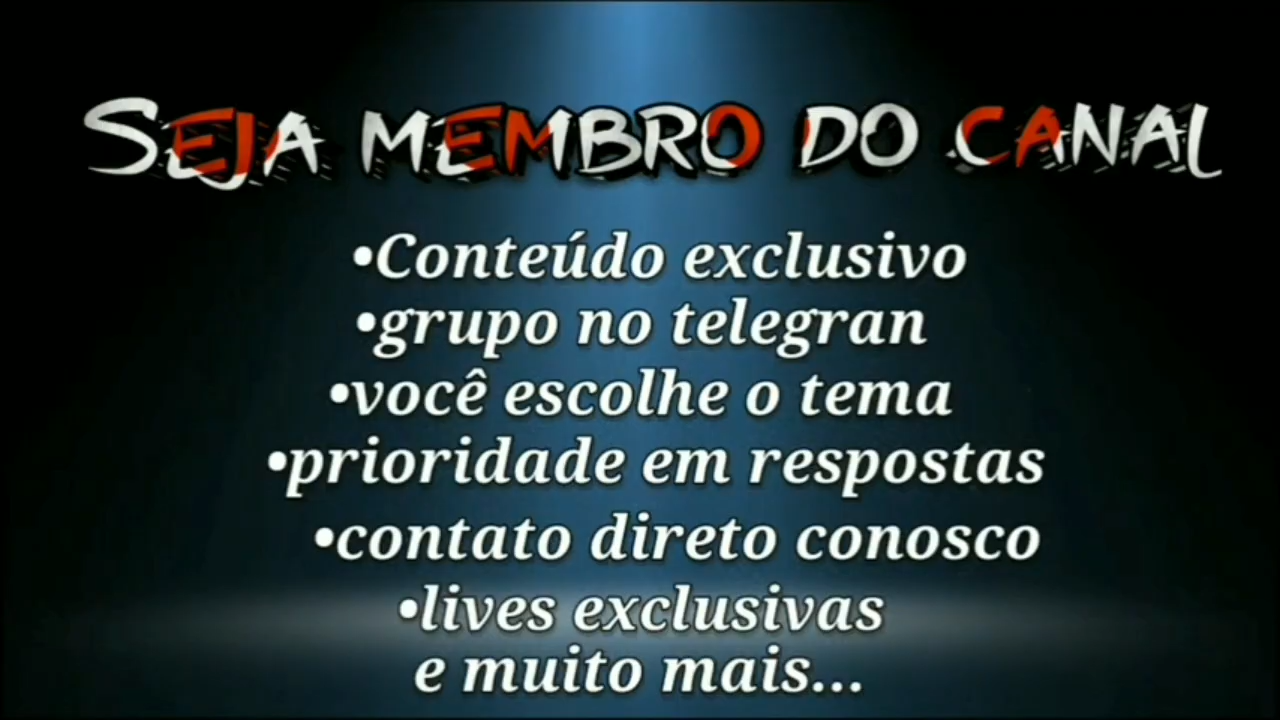 SEJA MEMBRO DO CANAL
•Conteúdo exclusivo
•grupo no telegran
•você escolhe o tema
•prioridade em respostas
•contato direto conosco
•lives exclusivas
e muito mais...